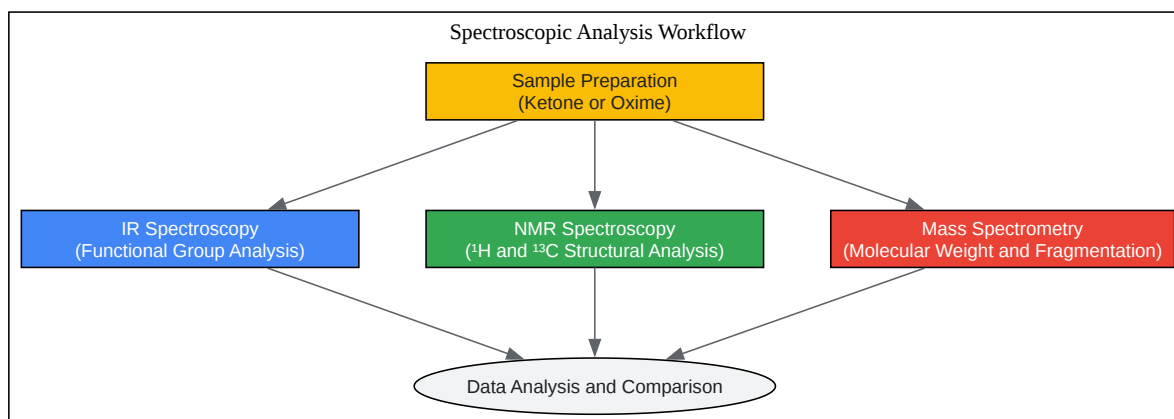 Spectroscopic Analysis Workflow
Sample Preparation
(Ketone or Oxime)
IR Spectroscopy
(Functional Group Analysis)
NMR Spectroscopy
(¹H and ¹³C Structural Analysis)
Mass Spectrometry
(Molecular Weight and Fragmentation)
Data Analysis and Comparison